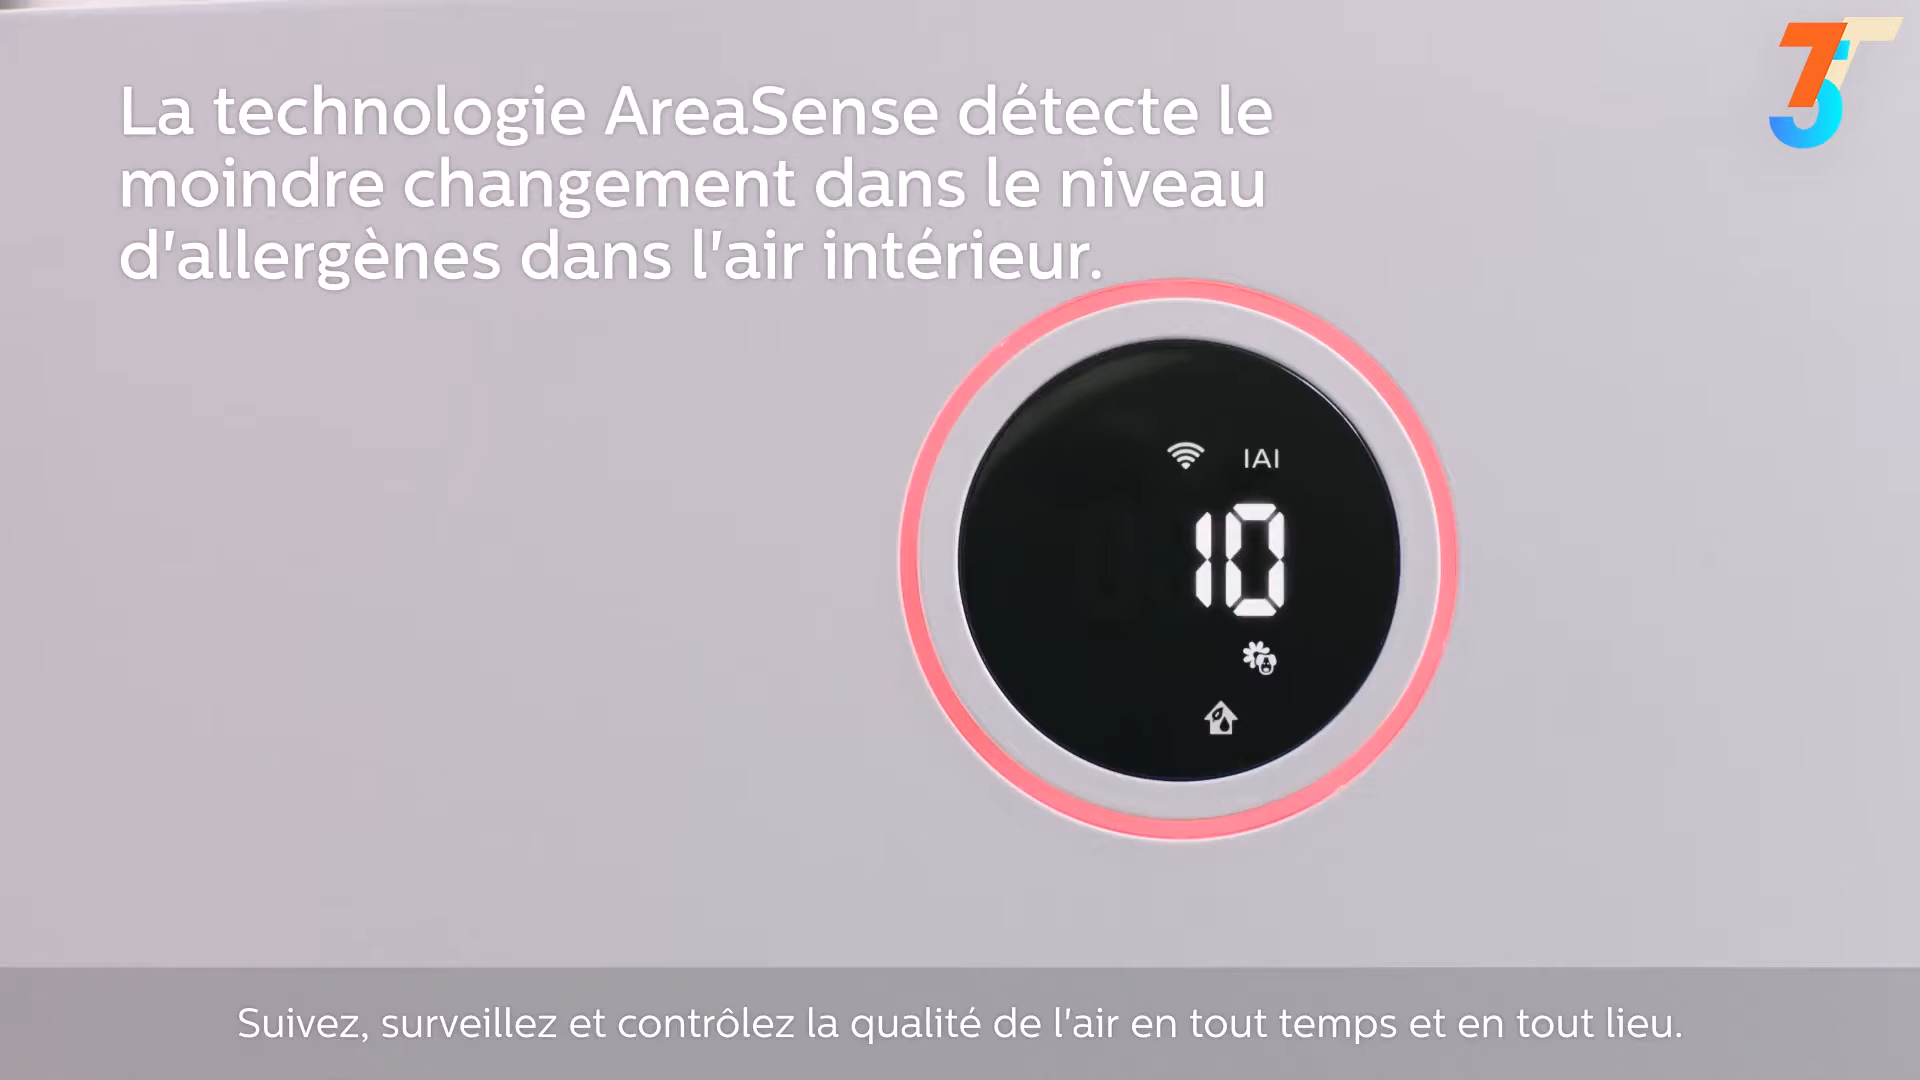 La technologie AreaSense détecte le
moindre changement dans le niveau
d'allergènes dans l'air intérieur.
IAI
10
Suivez, surveillez et contrôlez la qualité de l'air en tout temps et en tout lieu.